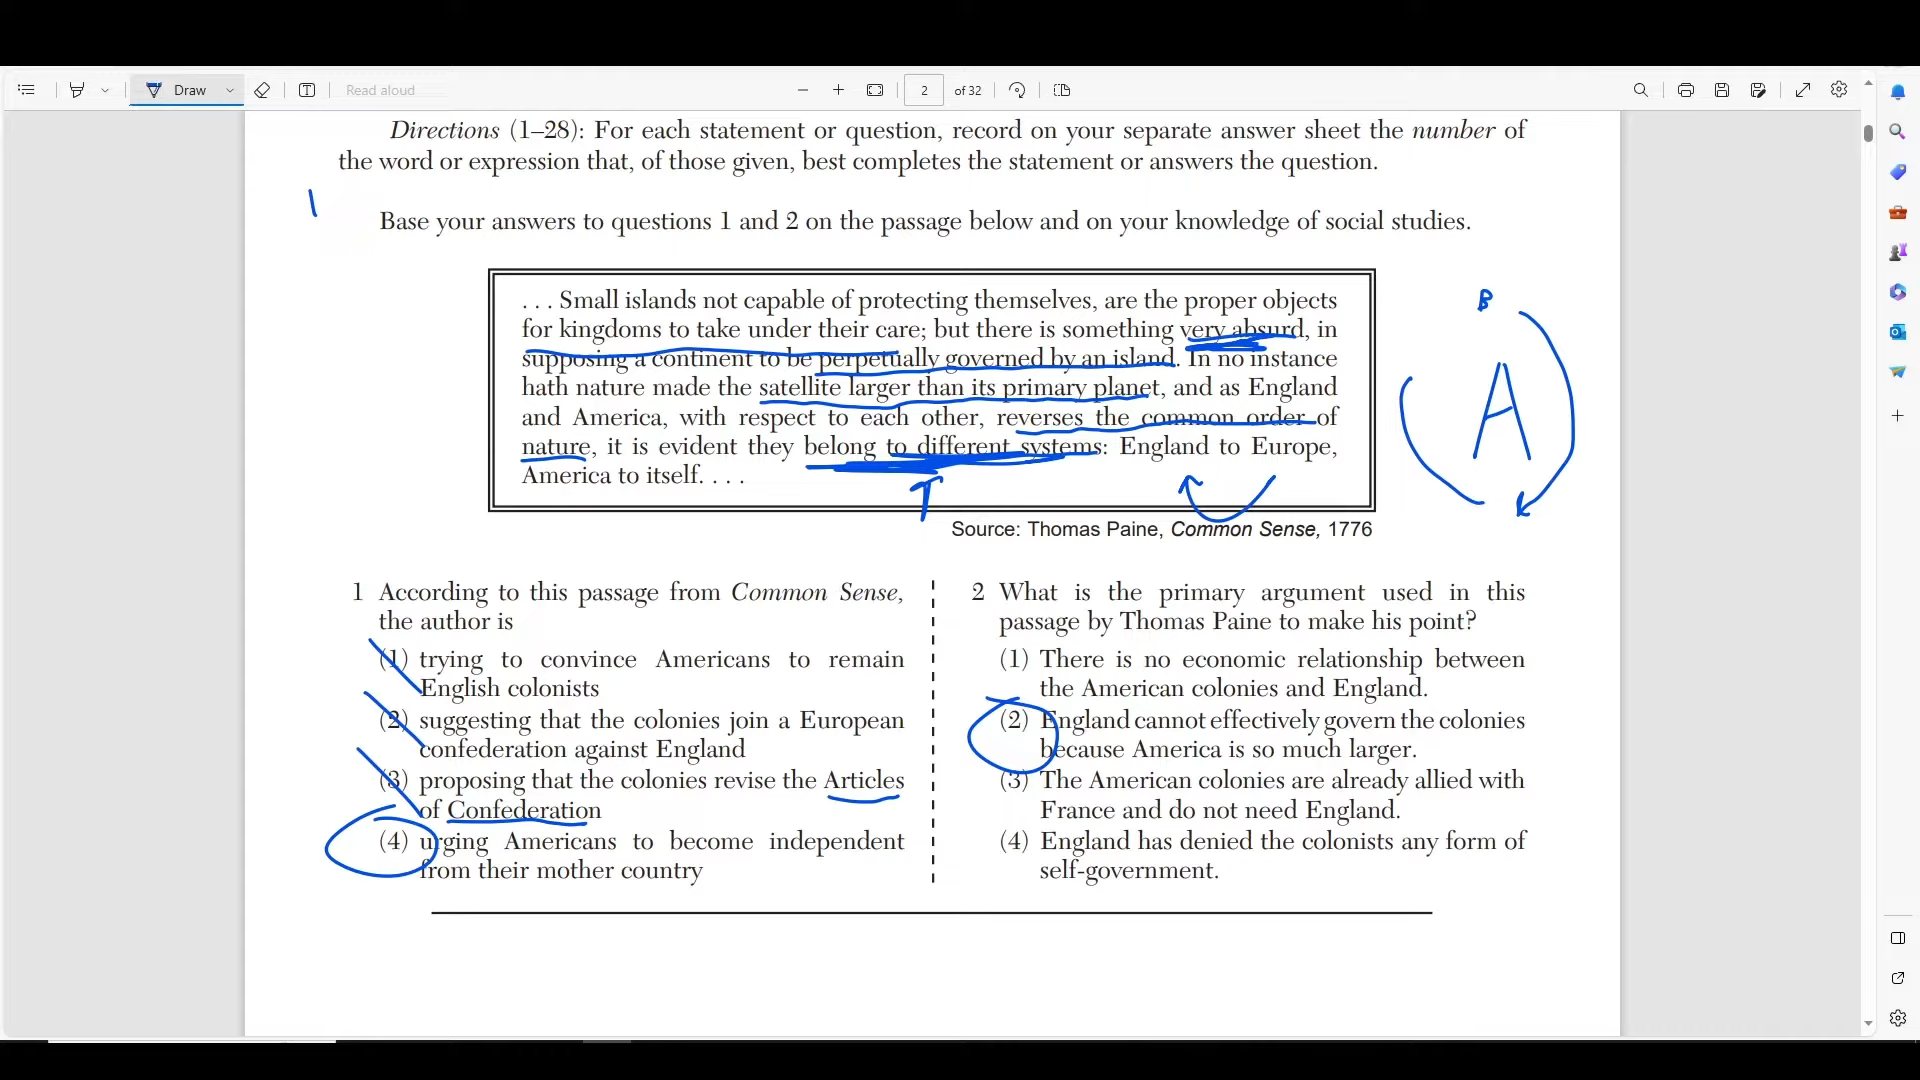 Draw
Read aloud
2 of 32
Directions (1–28): For each statement or question, record on your separate answer sheet the number of
the word or expression that, of those given, best completes the statement or answers the question.
Base your answers to questions 1 and 2 on the passage below and on your knowledge of social studies.
. . . Small islands not capable of protecting themselves, are the proper objects
for kingdoms to take under their care; but there is something very absurd, in
supposing a continent to be perpetually governed by an island. In no instance
hath nature made the satellite larger than its primary planet, and as England
and America, with respect to each other, reverses the common order of
nature, it is evident they belong to different systems: England to Europe,
America to itself. . . .
B
A
Source: Thomas Paine, Common Sense, 1776
1 According to this passage from Common Sense,
the author is
(1) trying to convince Americans to remain
English colonists
(2) suggesting that the colonies join a European
confederation against England
(3) proposing that the colonies revise the Articles
of Confederation
(4) urging Americans to become independent
from their mother country
2 What is the primary argument used in this
passage by Thomas Paine to make his point?
(1) There is no economic relationship between
the American colonies and England.
(2) England cannot effectively govern the colonies
because America is so much larger.
(3) The American colonies are already allied with
France and do not need England.
(4) England has denied the colonists any form of
self-government.